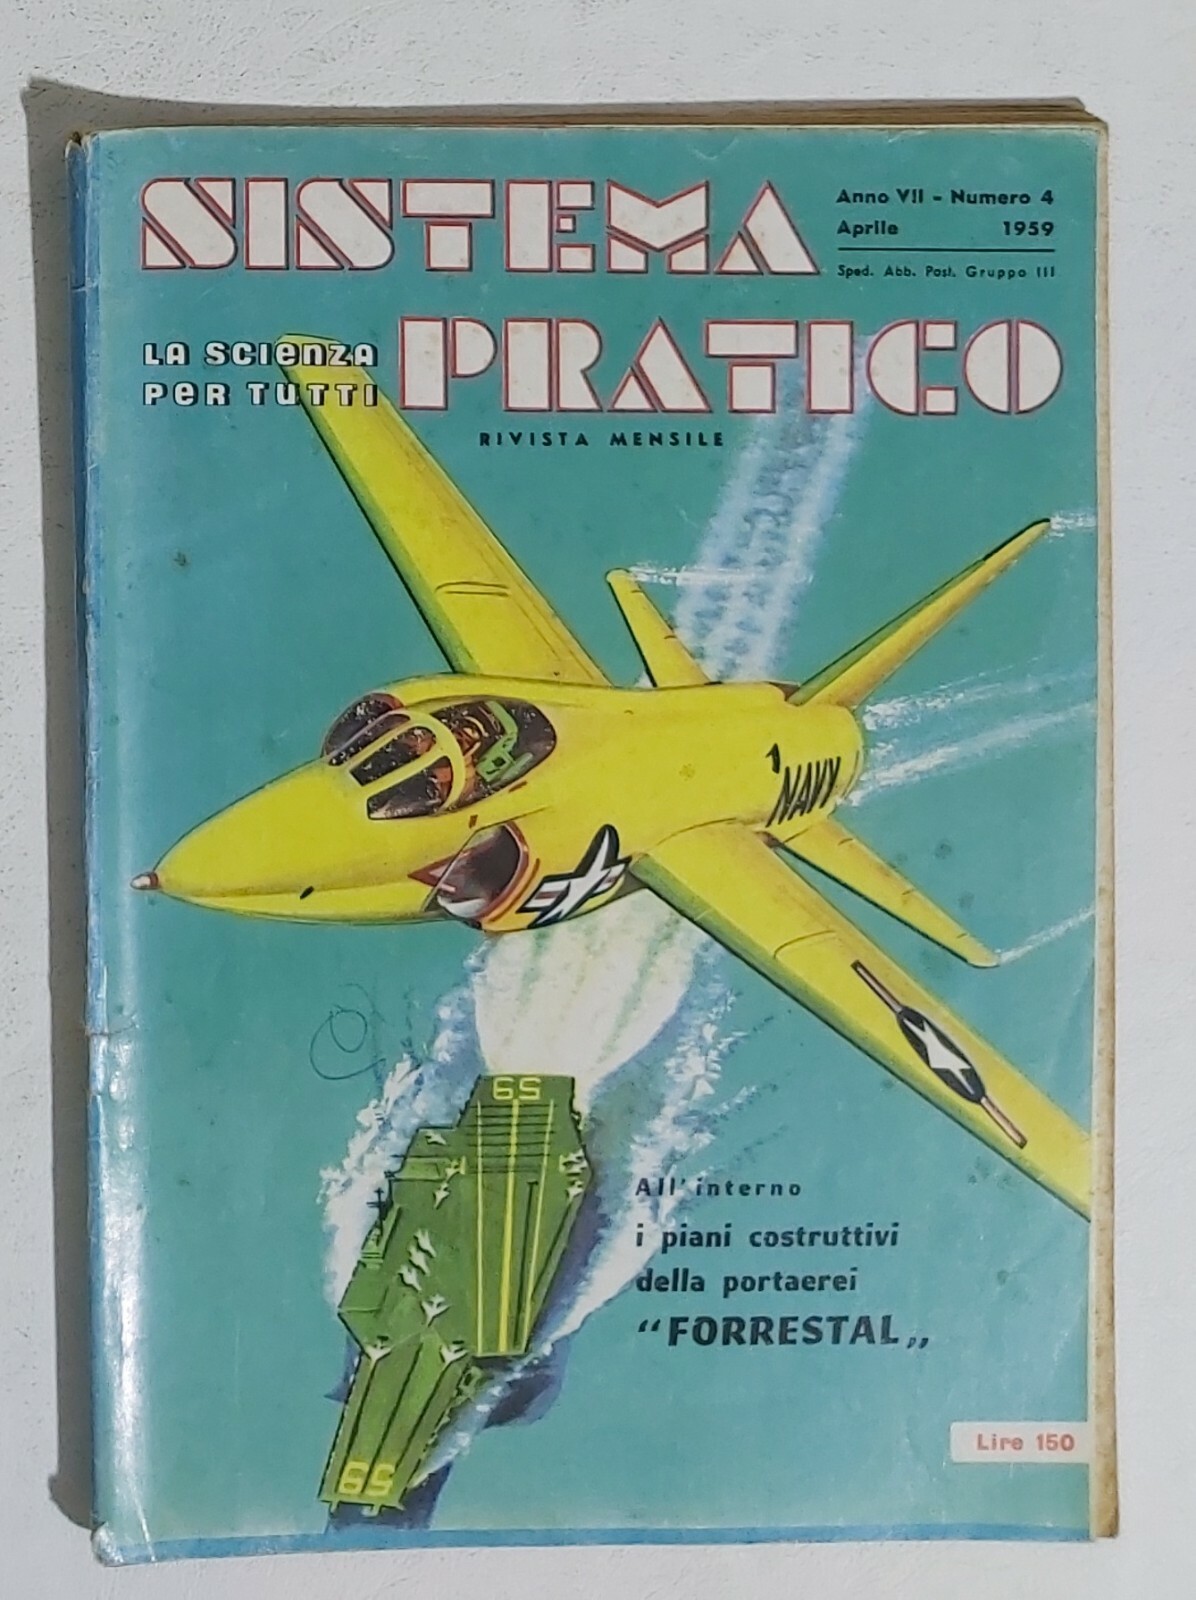 SISTEMA
Anno VII - Numero 4
Aprile 1959
Sped. Abb. Post. Gruppo III
LA SCIENZA
PER TUTTI
PRATICO
RIVISTA MENSILE
NAVY
59
All'interno
i piani costruttivi
della portaerei
“FORRESTAL„
59
Lire 150